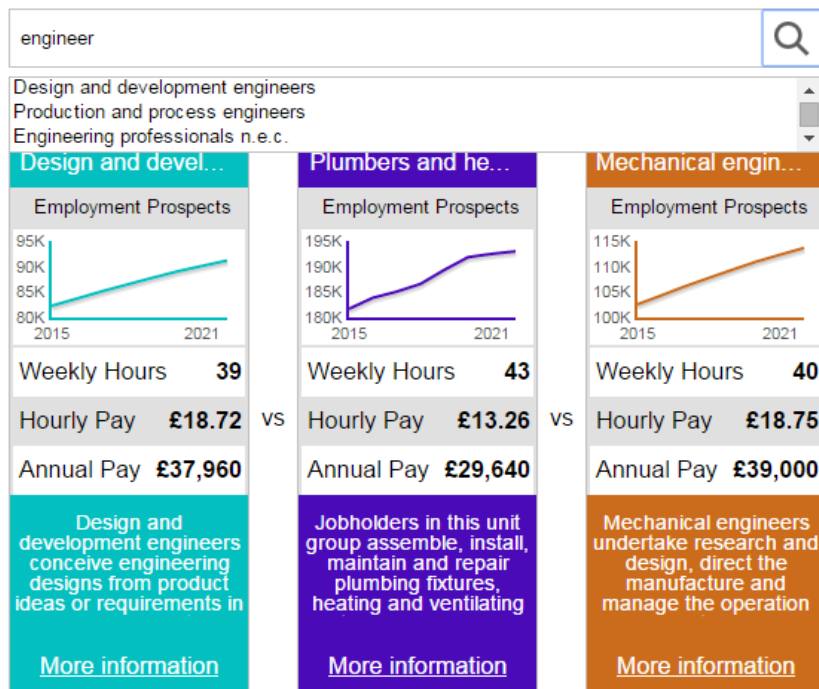 engineer
Design and development engineers
Production and process engineers
Engineering professionals n.e.c.
Design and devel...
Employment Prospects
95K
90K
85K
80K
2015 2021
Weekly Hours 39
Hourly Pay £18.72
Annual Pay £37,960
Design and
development engineers
conceive engineering
designs from product
ideas or requirements in
More information
vs
Plumbers and he...
Employment Prospects
195K
190K
185K
180K
2015 2021
Weekly Hours 43
Hourly Pay £13.26
Annual Pay £29,640
Jobholders in this unit
group assemble, install,
maintain and repair
plumbing fixtures,
heating and ventilating
More information
vs
Mechanical engin...
Employment Prospects
115K
110K
105K
100K
2015 2021
Weekly Hours 40
Hourly Pay £18.75
Annual Pay £39,000
Mechanical engineers
undertake research and
design, direct the
manufacture and
manage the operation
More information